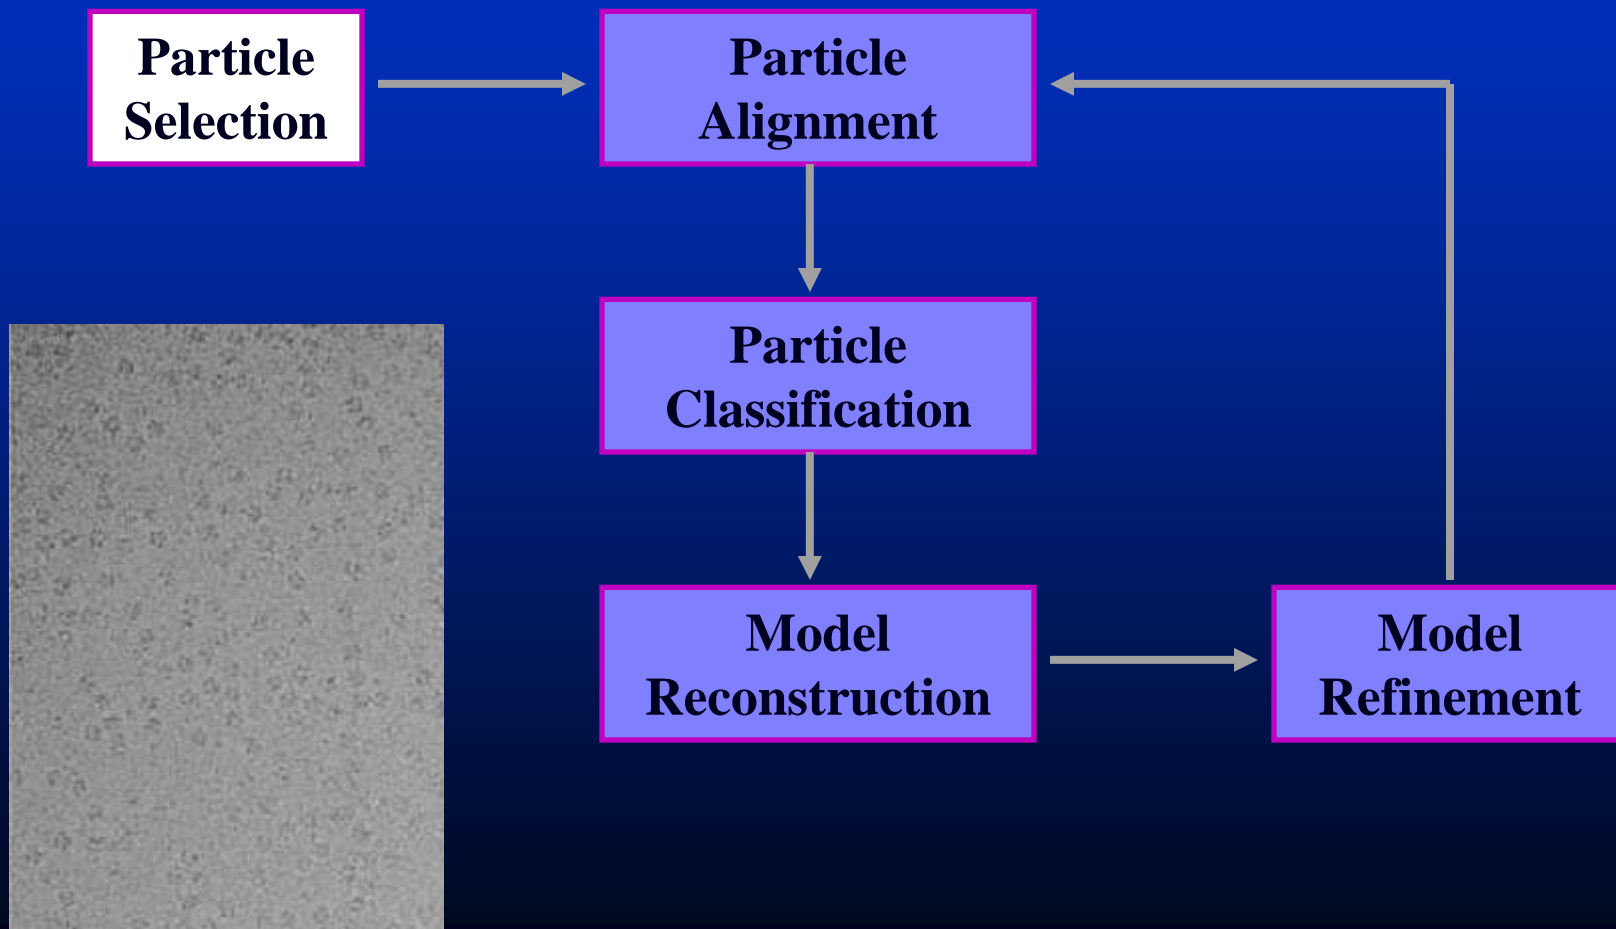 Particle
Selection
Particle
Alignment
Particle
Classification
Model
Reconstruction
Model
Refinement